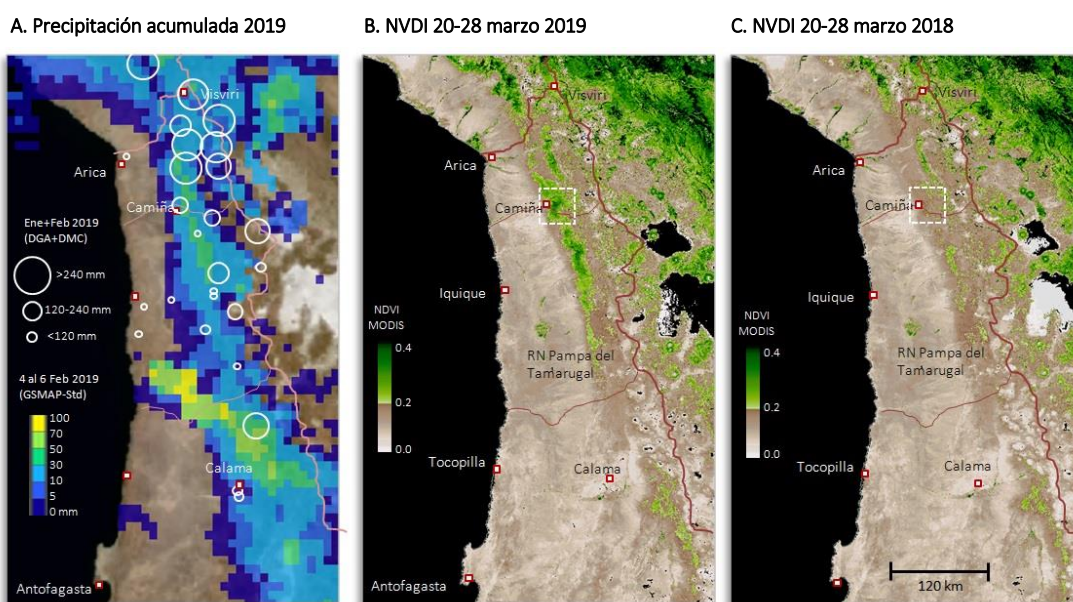 A. Precipitación acumulada 2019
Visviri
Arica
Camiña
Ene+Feb 2019
(DGA+DMC)
>240 mm
120-240 mm
<120 mm
4 al 6 Feb 2019
(GSMAP-Std)
100
70
50
30
10
5
0 mm
Calama
Antofagasta
B. NVDI 20-28 marzo 2019
Visviri
Arica
Camiña
Iquique
NDVI
MODIS
0.4
0.2
0.0
RN Pampa del
Tamarugal
Tocopilla
Calama
Antofagasta
C. NVDI 20-28 marzo 2018
Visviri
Arica
Camiña
Iquique
NDVI
MODIS
0.4
0.2
0.0
RN Pampa del
Tamarugal
Tocopilla
Calama
120 km